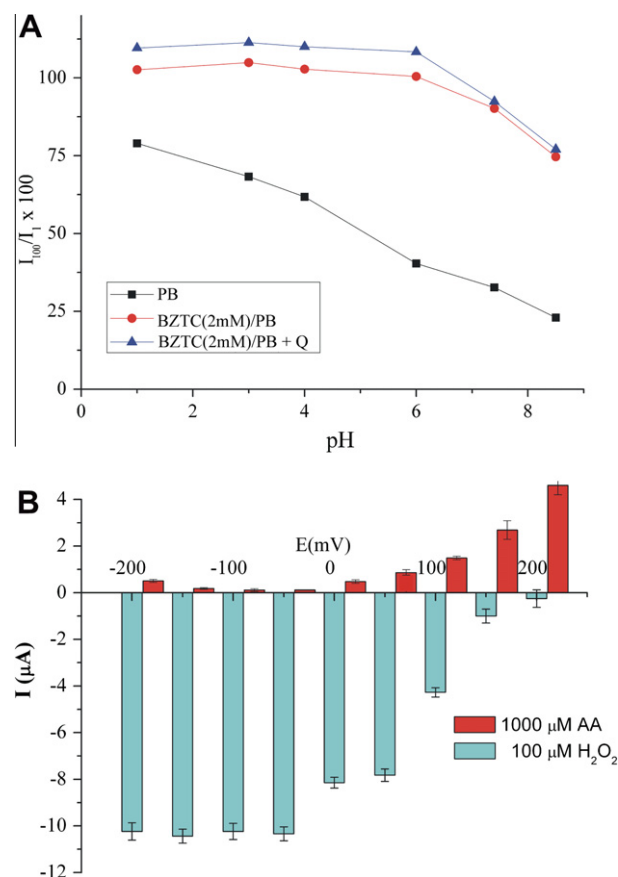 A
100
75
50
25
0
I₁₀₀/I₁ x 100
PB
BZTC(2mM)/PB
BZTC(2mM)/PB + Q
0 2 4 6 8
pH
B
4
2
0
-2
-4
-6
-8
-10
-12
I (μA)
E(mV)
-200 -100 0 100 200
1000 μM AA
100 μM H₂O₂